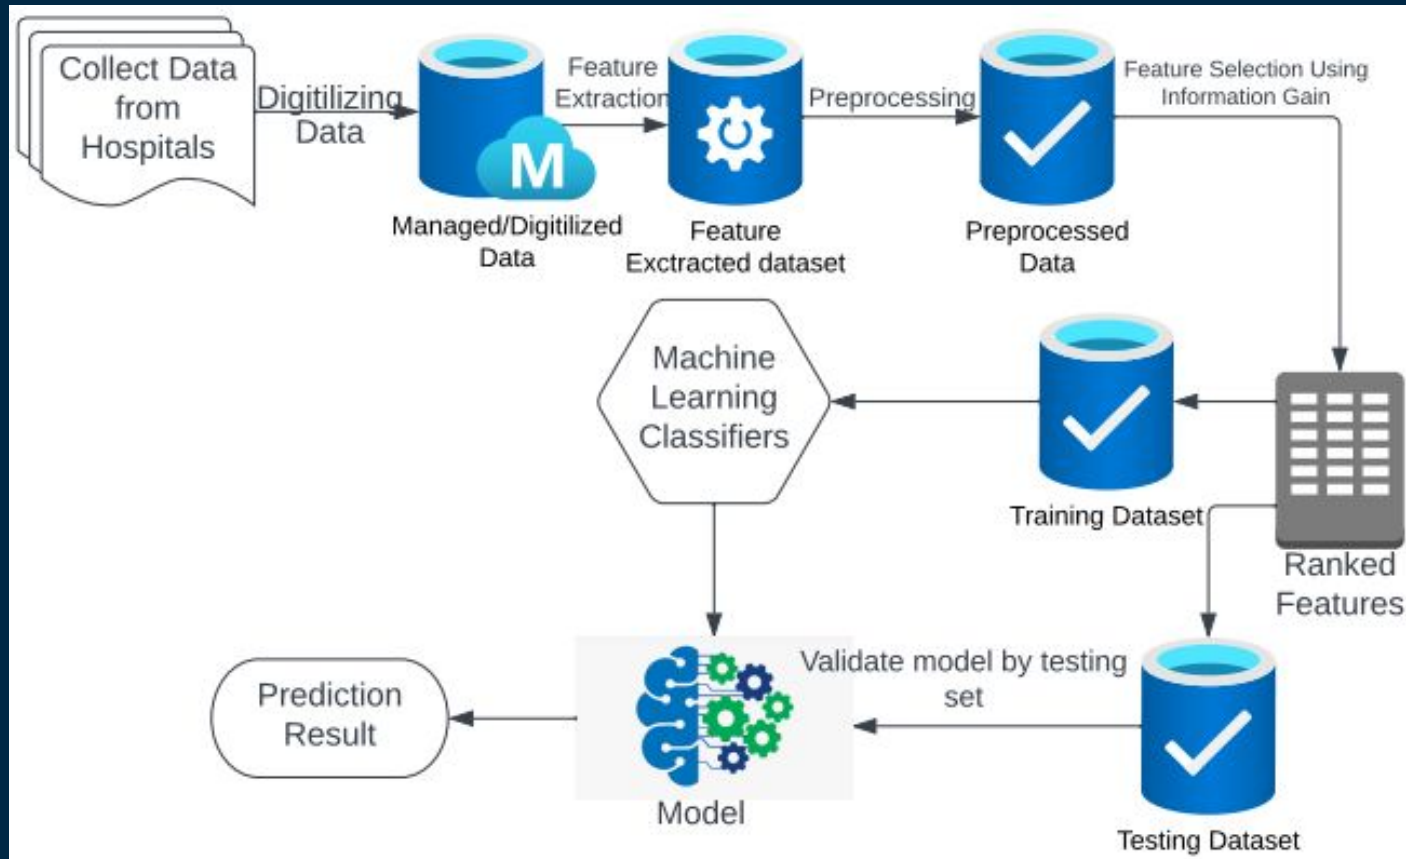 Collect Data
from
Hospitals
Digitilizing
Data
M
Managed/Digitilized
Data
Feature
Extraction
Feature
Exctracted dataset
Preprocessing
Preprocessed
Data
Feature Selection Using
Information Gain
Machine
Learning
Classifiers
Training Dataset
Ranked
Features
Prediction
Result
Model
Validate model by testing
set
Testing Dataset